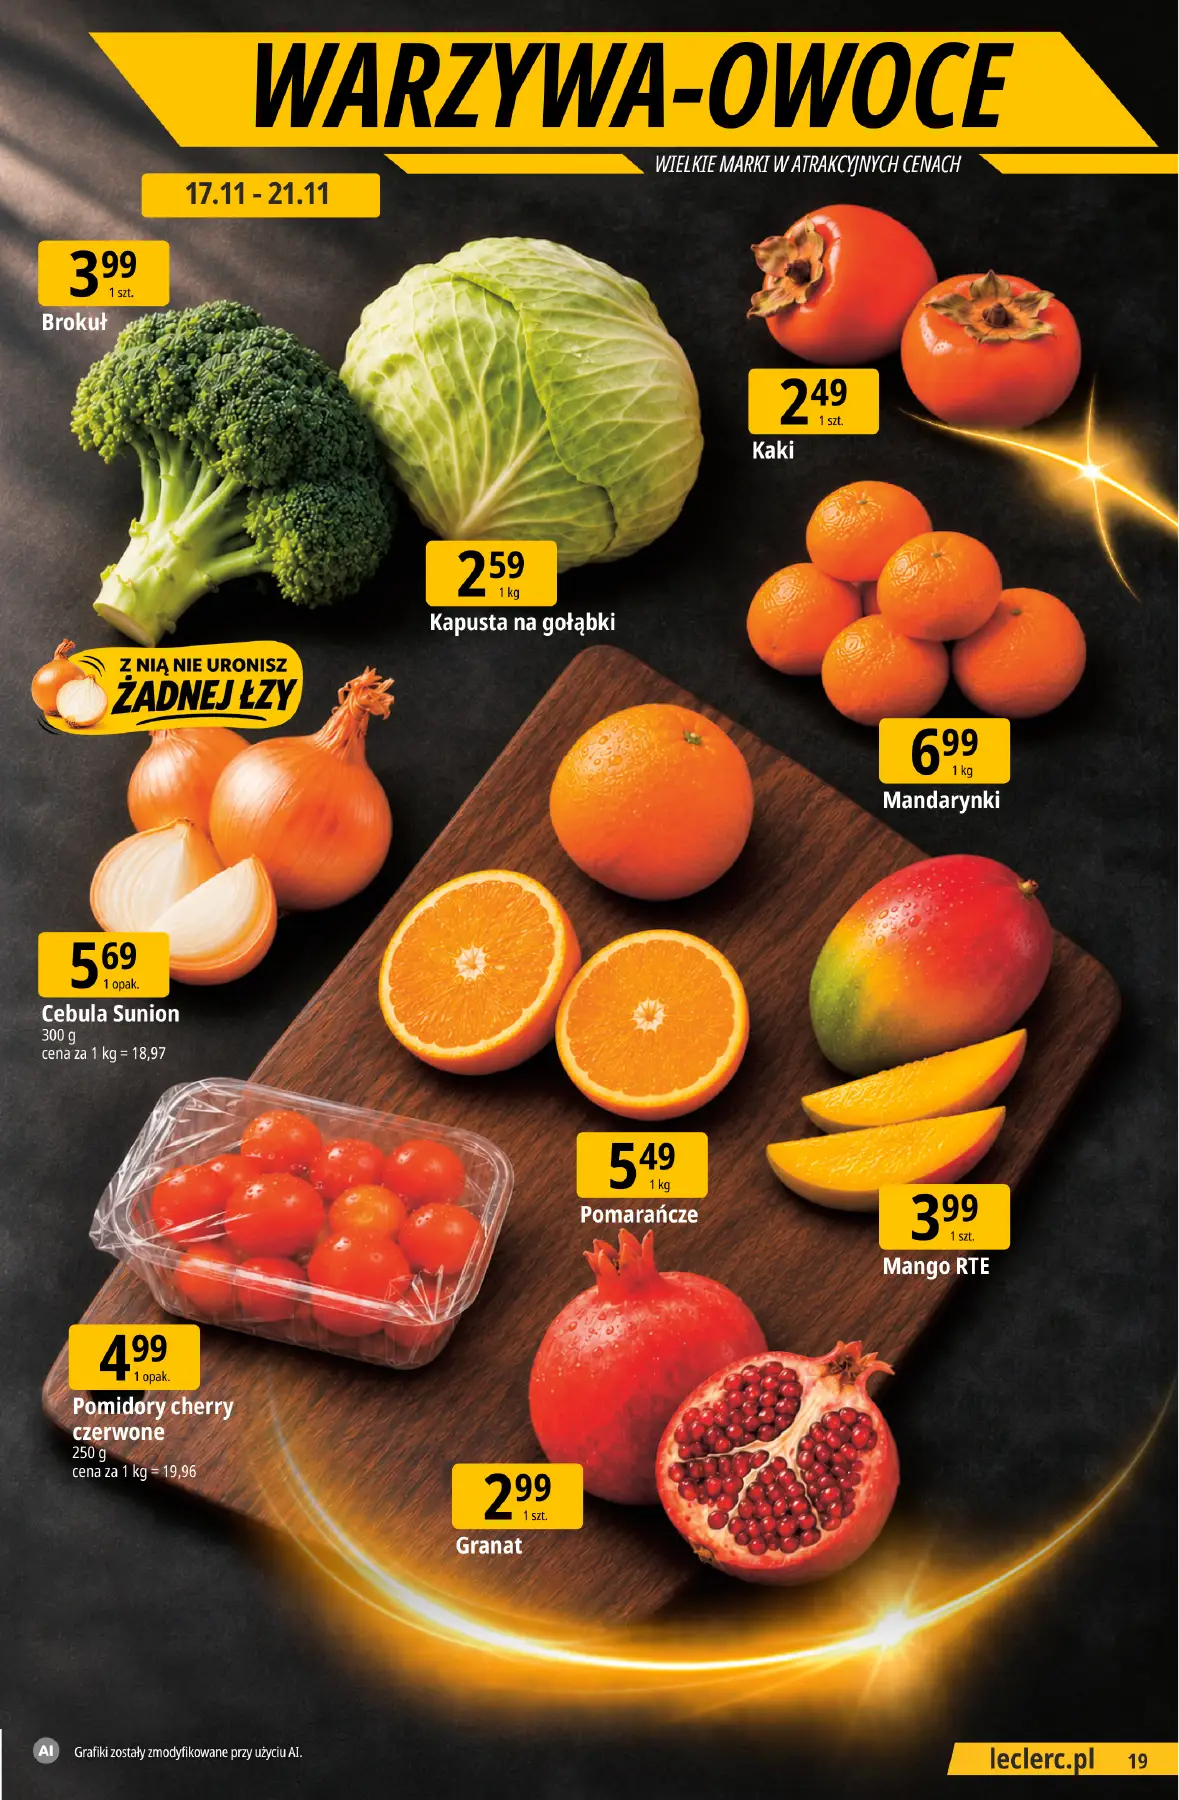 WARZYWA-OWOCE
WIELKIE MARKI W ATRAKCYJNYCH CENACH
17.11 - 21.11
3 99
1 szt.
Brokuł
2 49
1 szt.
Kaki
2 59
1 kg
Kapusta na gołąbki
Z NIĄ NIE URONISZ
ŻADNEJ ŁZY
6 99
1 kg
Mandarynki
5 69
1 opak.
Cebula Sunion
300 g
cena za 1 kg = 18,97
5 49
1 kg
Pomarańcze
3 99
1 szt.
Mango RTE
4 99
1 opak.
Pomidory cherry
czerwone
250 g
cena za 1 kg = 19,96
2 99
1 szt.
Granat
AI Grafiki zostały zmodyfikowane przy użyciu AI.
leclerc.pl 19